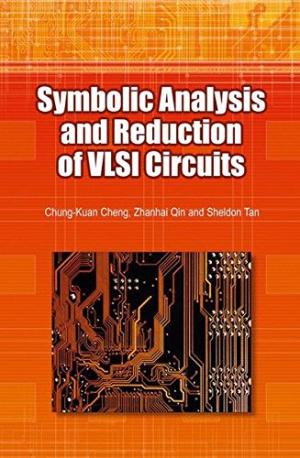 Symbolic Analysis
and Reduction
of VLSI Circuits
Chung-Kuan Cheng, Zhanhai Qin and Sheldon Tan